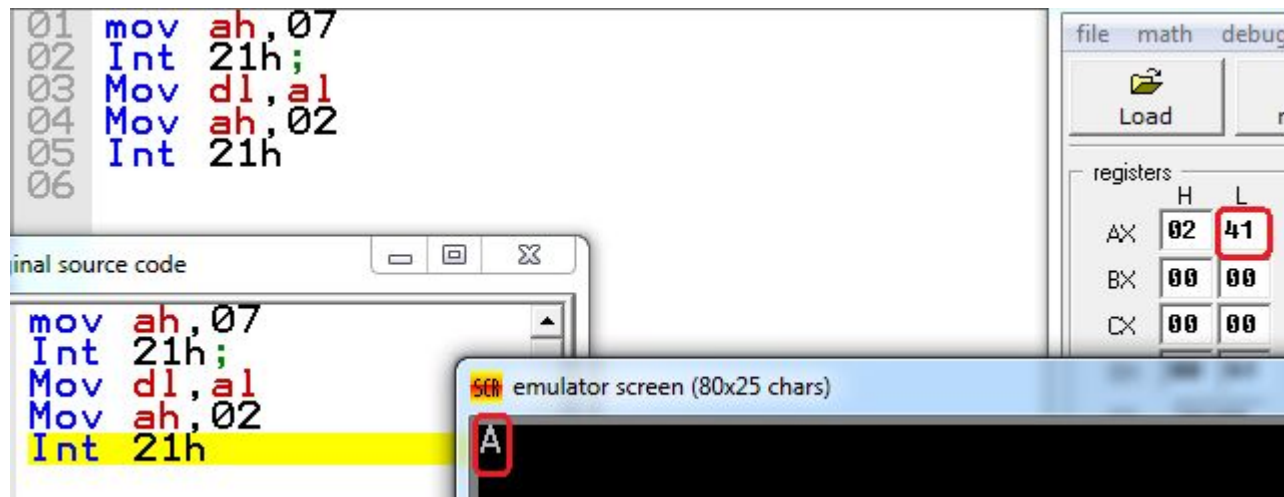 01 mov ah,07
02 Int 21h;
03 Mov dl,al
04 Mov ah,02
05 Int 21h
06
file math debug
Load
registers
H L
AX 02 41
BX 00 00
CX 00 00
inal source code
mov ah,07
Int 21h;
Mov dl,al
Mov ah,02
Int 21h
SCR emulator screen (80x25 chars)
A